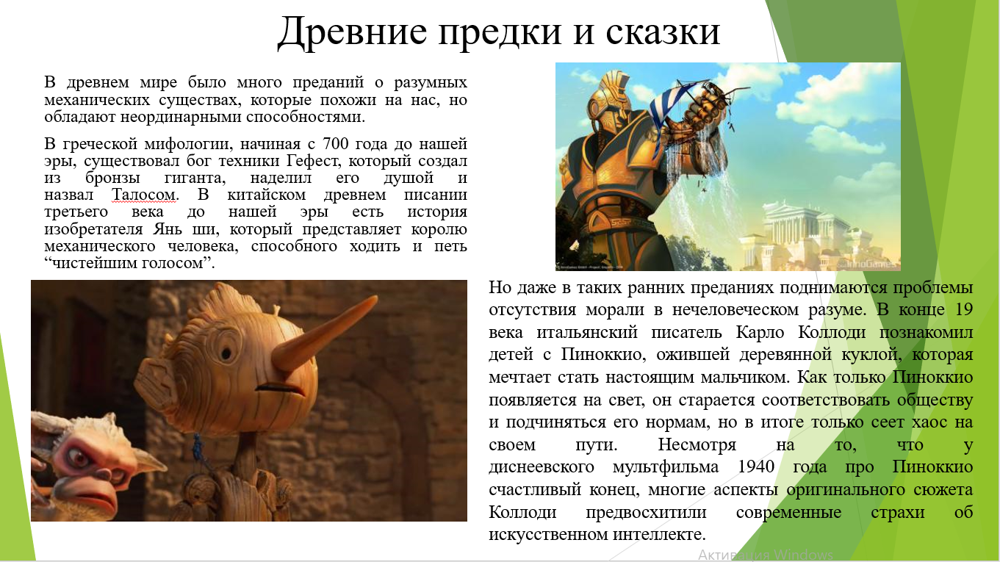 Древние предки и сказки
В древнем мире было много преданий о разумных
механических существах, которые похожи на нас, но
обладают неординарными способностями.
В греческой мифологии, начиная с 700 года до нашей
эры, существовал бог техники Гефест, который создал
из бронзы гиганта, наделил его душой и
назвал Талосом. В китайском древнем писании
третьего века до нашей эры есть история
изобретателя Янь ши, который представляет королю
механического человека, способного ходить и петь
“чистейшим голосом”.
InnoGames
Но даже в таких ранних преданиях поднимаются проблемы
отсутствия морали в нечеловеческом разуме. В конце 19
века итальянский писатель Карло Коллоди познакомил
детей с Пиноккио, ожившей деревянной куклой, которая
мечтает стать настоящим мальчиком. Как только Пиноккио
появляется на свет, он старается соответствовать обществу
и подчиняться его нормам, но в итоге только сеет хаос на
своем пути. Несмотря на то, что у
диснеевского мультфильма 1940 года про Пиноккио
счастливый конец, многие аспекты оригинального сюжета
Коллоди предвосхитили современные страхи об
искусственном интеллекте.
Активация Windows